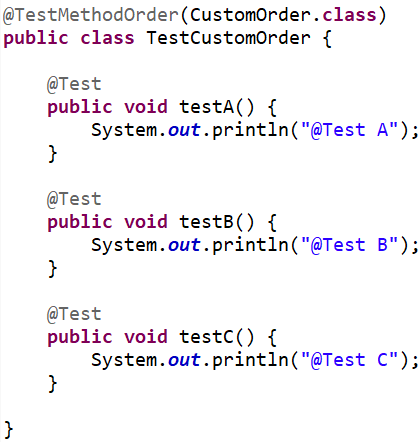 @TestMethodOrder(CustomOrder.class)
public class TestCustomOrder {
@Test
public void testA() {
System.out.println("@Test A");
}
@Test
public void testB() {
System.out.println("@Test B");
}
@Test
public void testC() {
System.out.println("@Test C");
}
}